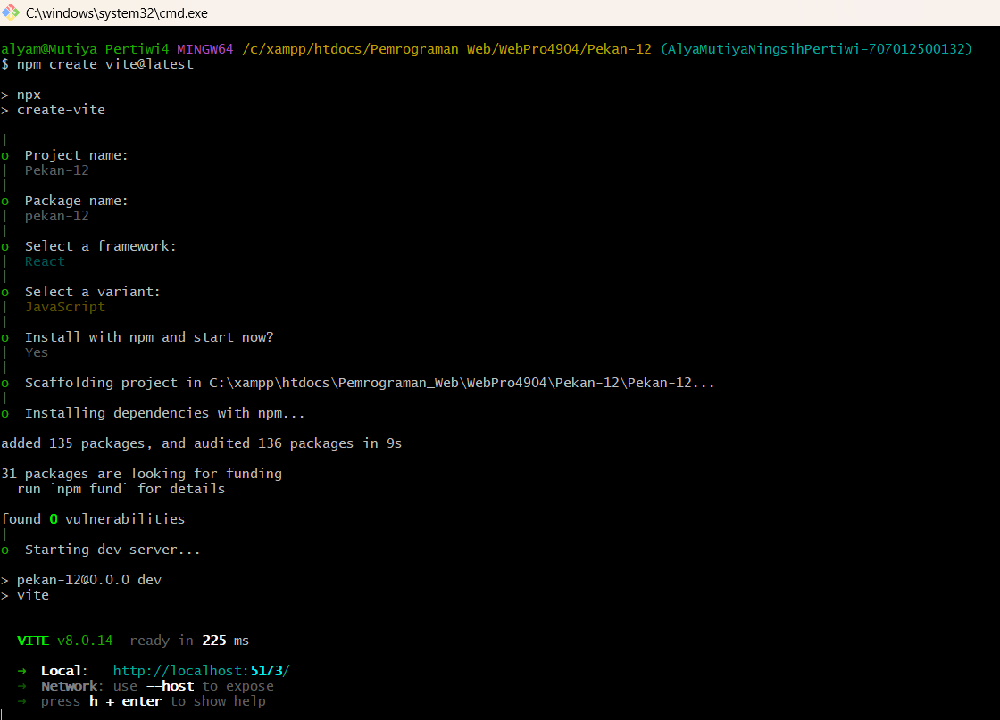 C:\windows\system32\cmd.exe
alyam@Mutiya_Pertiwi4 MINGW64 /c/xampp/htdocs/Pemrograman_Web/WebPro4904/Pekan-12 (AlyaMutiyaNingsihPertiwi-707012500132)
$ npm create vite@latest
> npx
> create-vite
|
o  Project name:
|  Pekan-12
|
o  Package name:
|  pekan-12
|
o  Select a framework:
|  React
|
o  Select a variant:
|  JavaScript
|
o  Install with npm and start now?
|  Yes
|
o  Scaffolding project in C:\xampp\htdocs\Pemrograman_Web\WebPro4904\Pekan-12\Pekan-12...
|
o  Installing dependencies with npm...
added 135 packages, and audited 136 packages in 9s
31 packages are looking for funding
  run `npm fund` for details
found 0 vulnerabilities
|
o  Starting dev server...
> pekan-12@0.0.0 dev
> vite
  VITE v8.0.14  ready in 225 ms
  ➜  Local:   http://localhost:5173/
  ➜  Network: use --host to expose
  ➜  press h + enter to show help